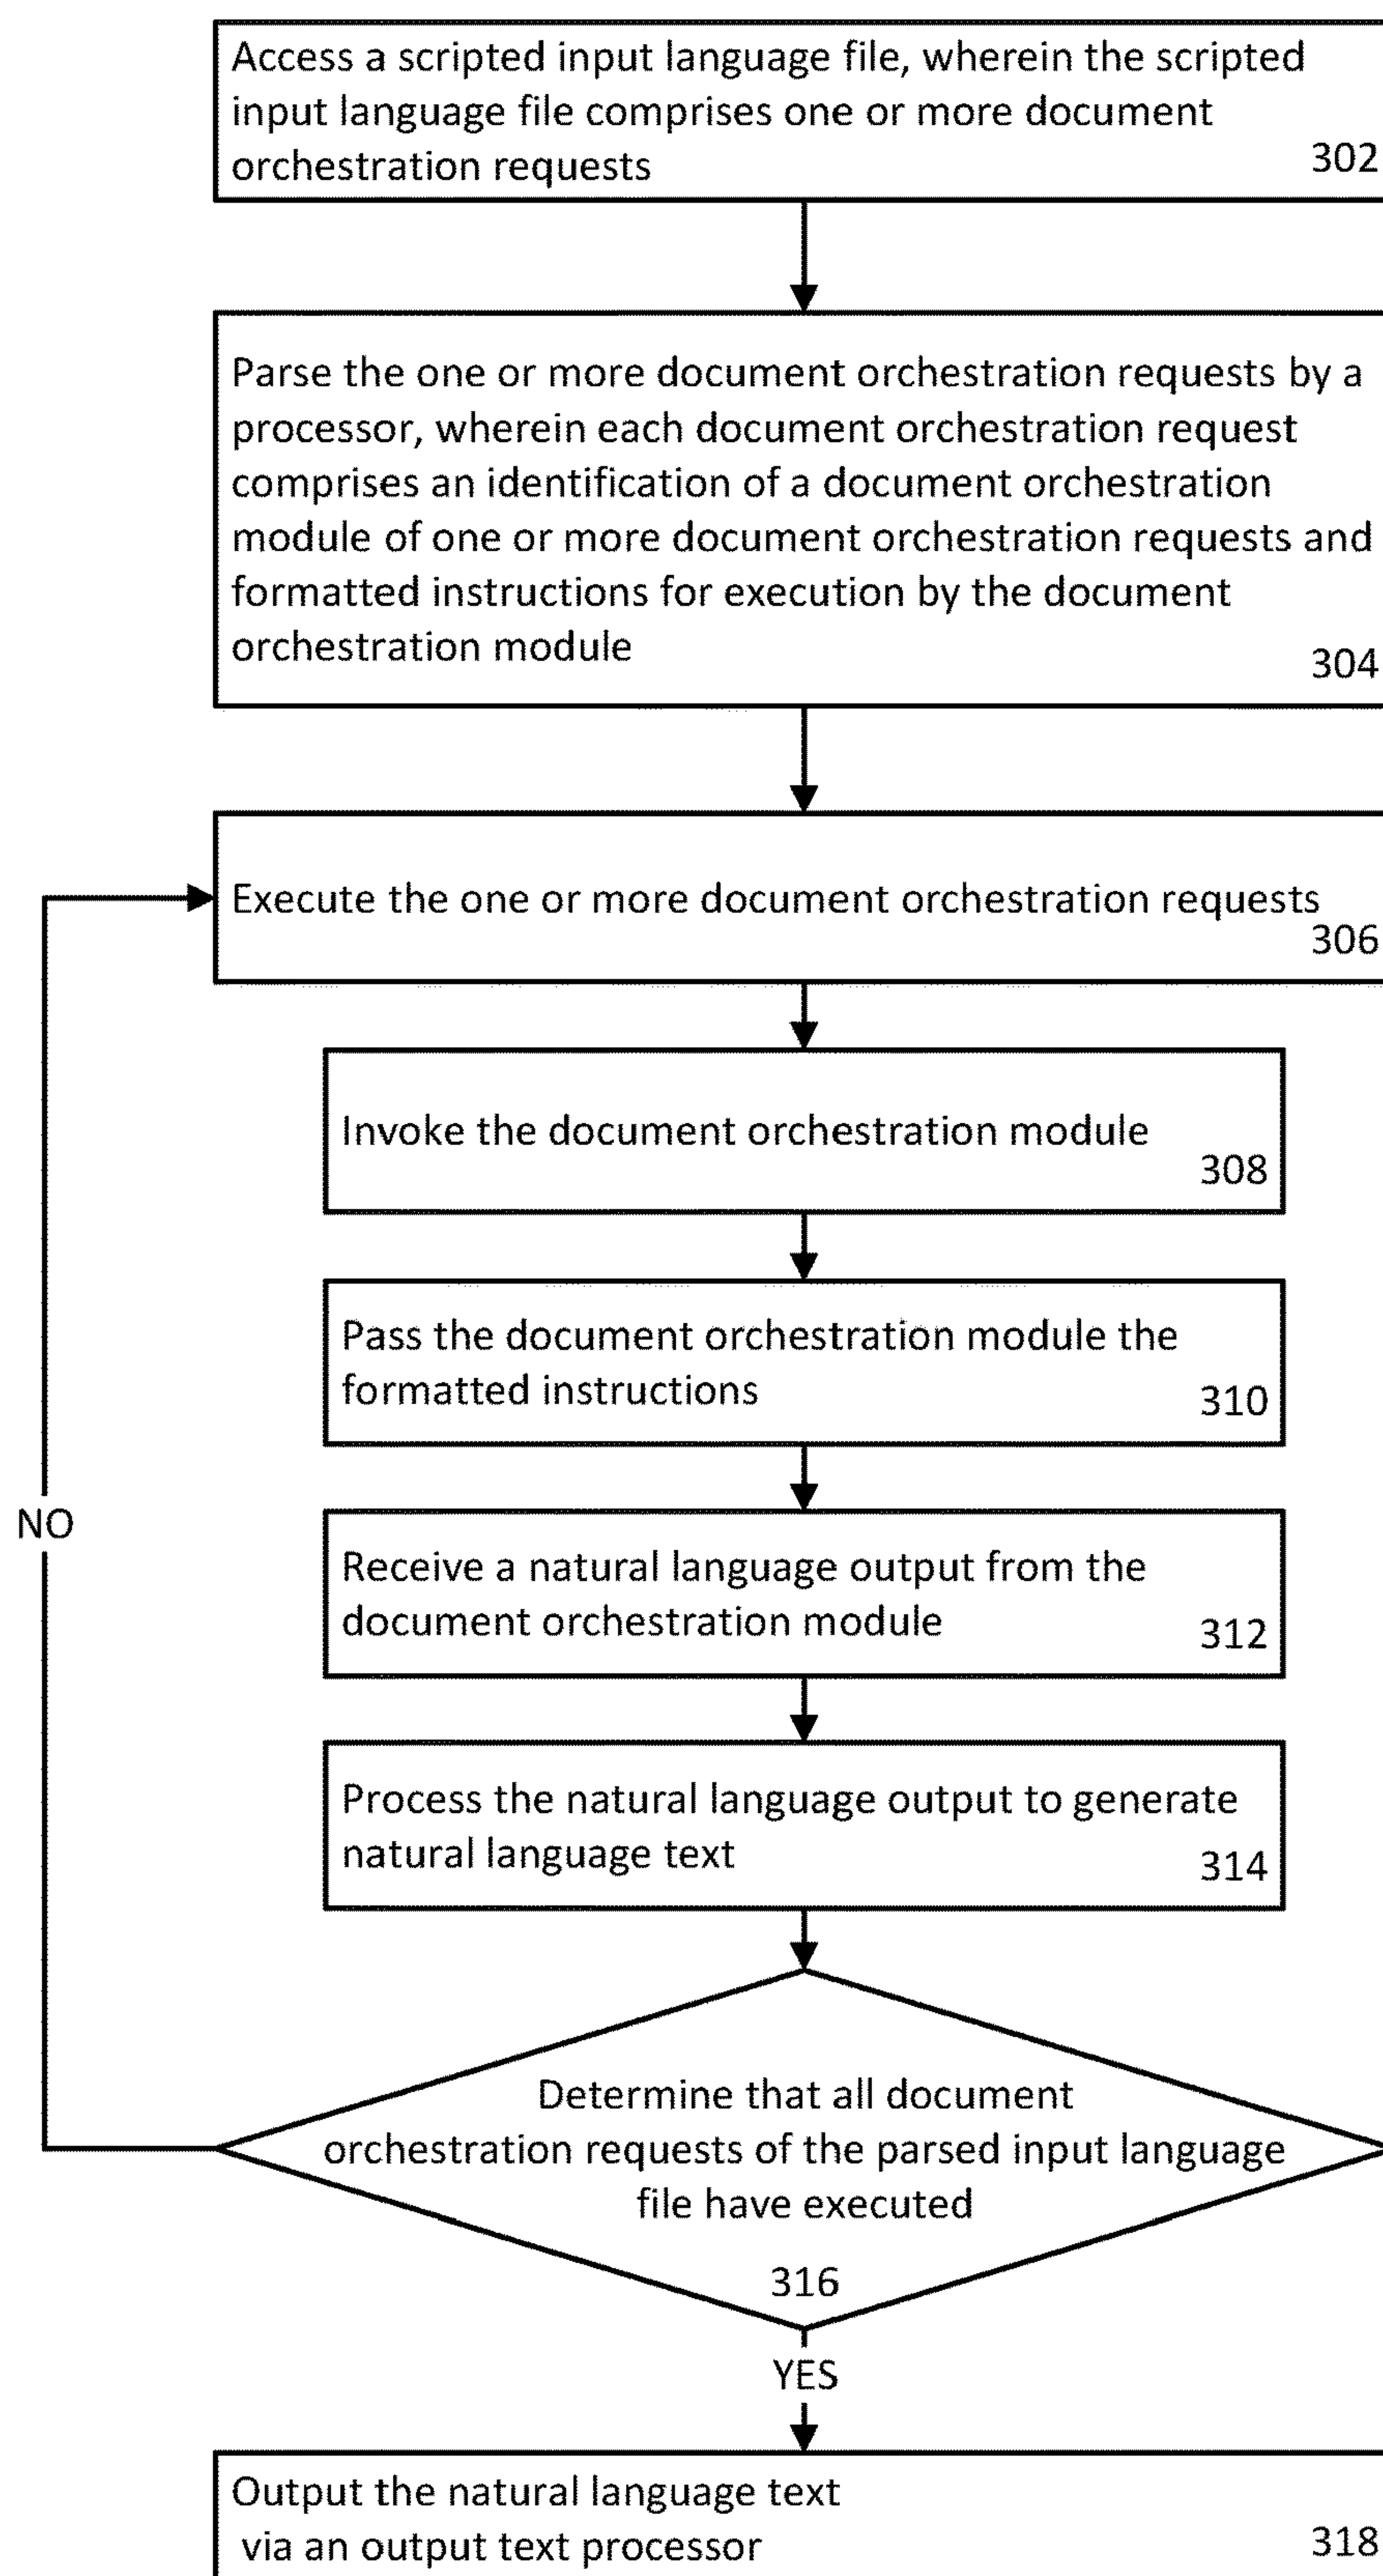 Access a scripted input language file, wherein the scripted
input language file comprises one or more document
orchestration requests
302
Parse the one or more document orchestration requests by a
processor, wherein each document orchestration request
comprises an identification of a document orchestration
module of one or more document orchestration requests and
formatted instructions for execution by the document
orchestration module
304
Execute the one or more document orchestration requests
306
Invoke the document orchestration module
308
Pass the document orchestration module the
formatted instructions
310
NO
Receive a natural language output from the
document orchestration module
312
Process the natural language output to generate
natural language text
314
Determine that all document
orchestration requests of the parsed input language
file have executed
316
YES
Output the natural language text
via an output text processor
318